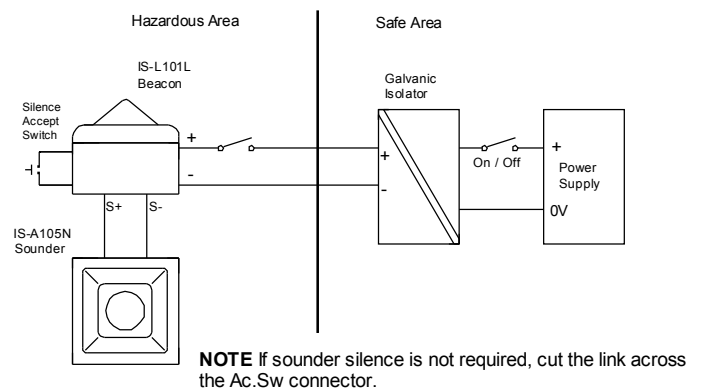 Hazardous Area
Safe Area
IS-L101L
Beacon
Galvanic
Isolator
Silence
Accept
Switch
+
-
+
-
On / Off
+
Power
Supply
0V
S+
S-
IS-A105N
Sounder
NOTE If sounder silence is not required, cut the link across
the Ac.Sw connector.